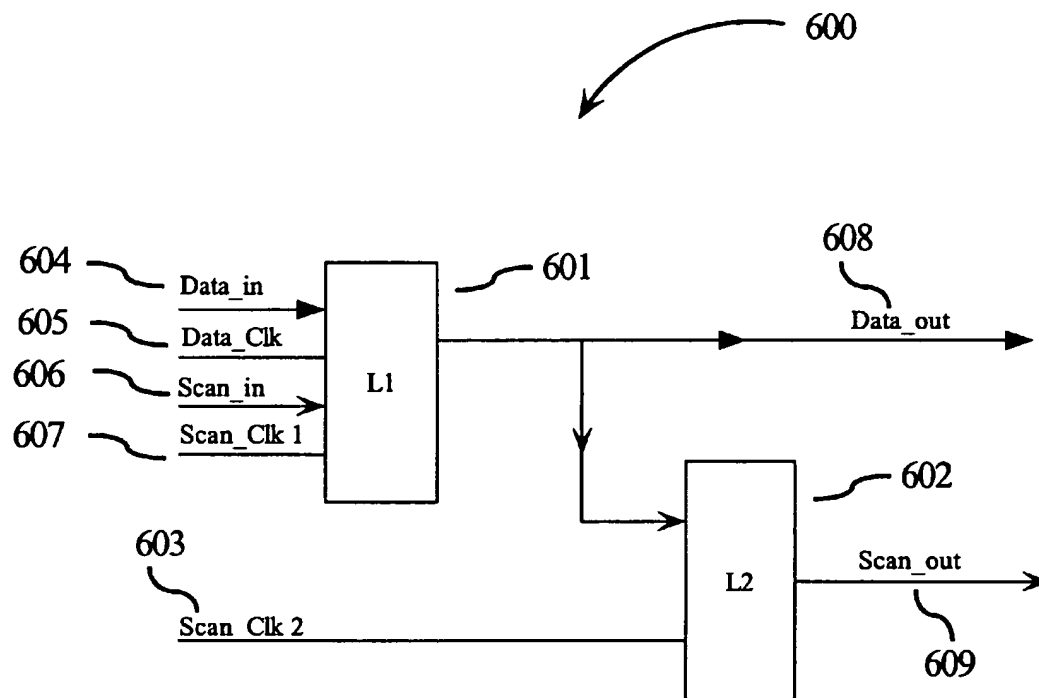 600
604
Data_in
601
608
605
Data_Clk
Data_out
606
Scan_in
L1
607
Scan_Clk 1
602
603
Scan_out
L2
Scan_Clk 2
609